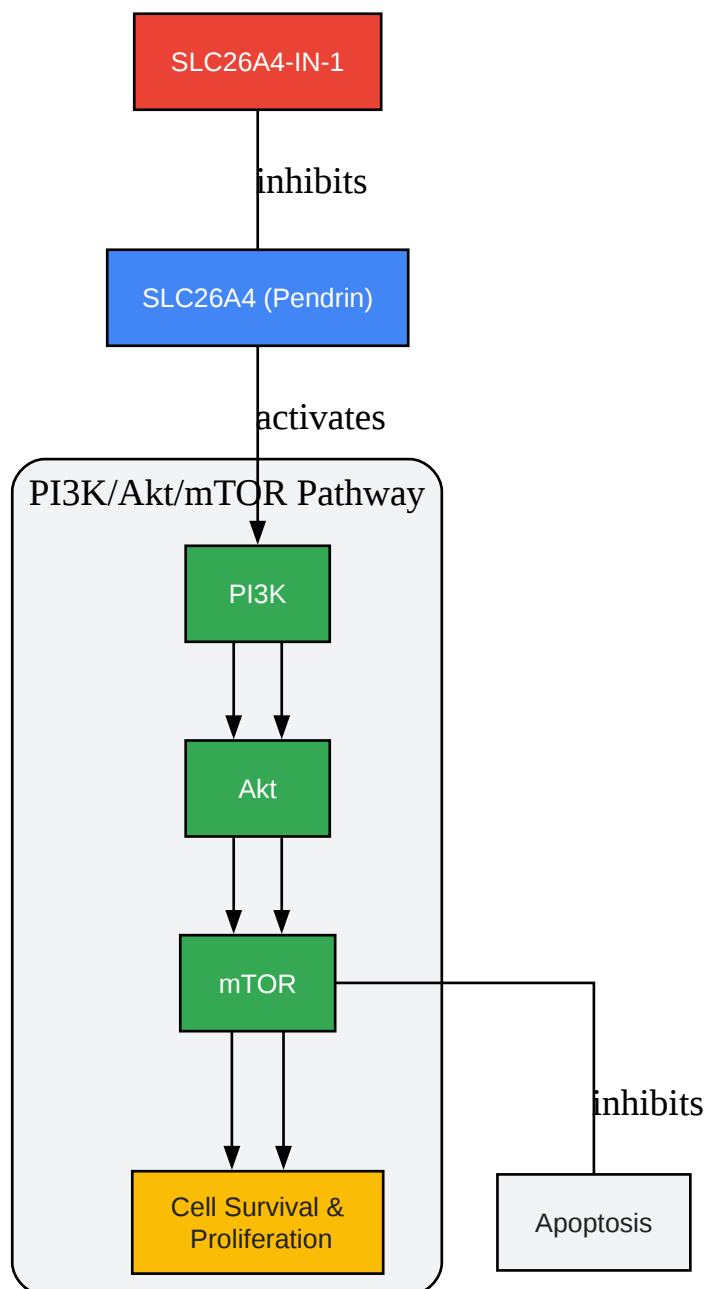 SLC26A4-IN-1
inhibits
SLC26A4 (Pendrin)
activates
PI3K/Akt/mTOR Pathway
PI3K
Akt
mTOR
inhibits
Cell Survival &
Proliferation
Apoptosis